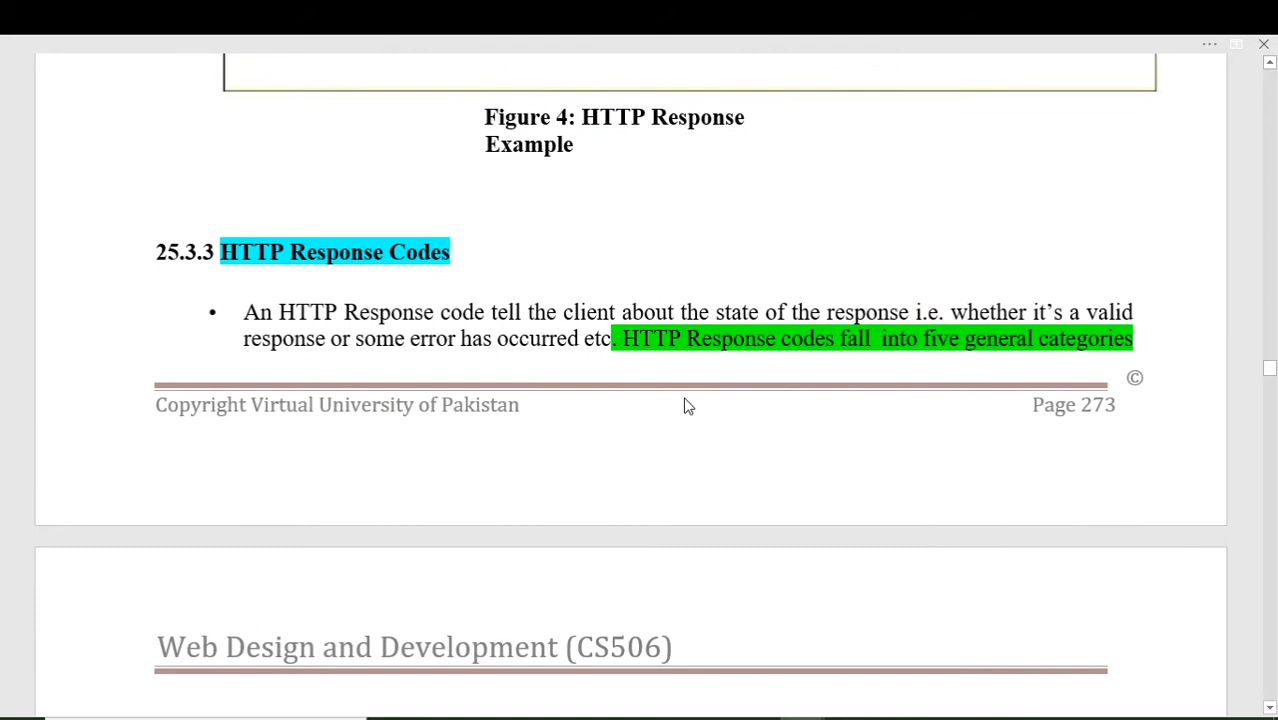 Figure 4: HTTP Response
Example
25.3.3 HTTP Response Codes
• An HTTP Response code tell the client about the state of the response i.e. whether it’s a valid
response or some error has occurred etc. HTTP Response codes fall into five general categories
©
Copyright Virtual University of Pakistan Page 273
Web Design and Development (CS506)